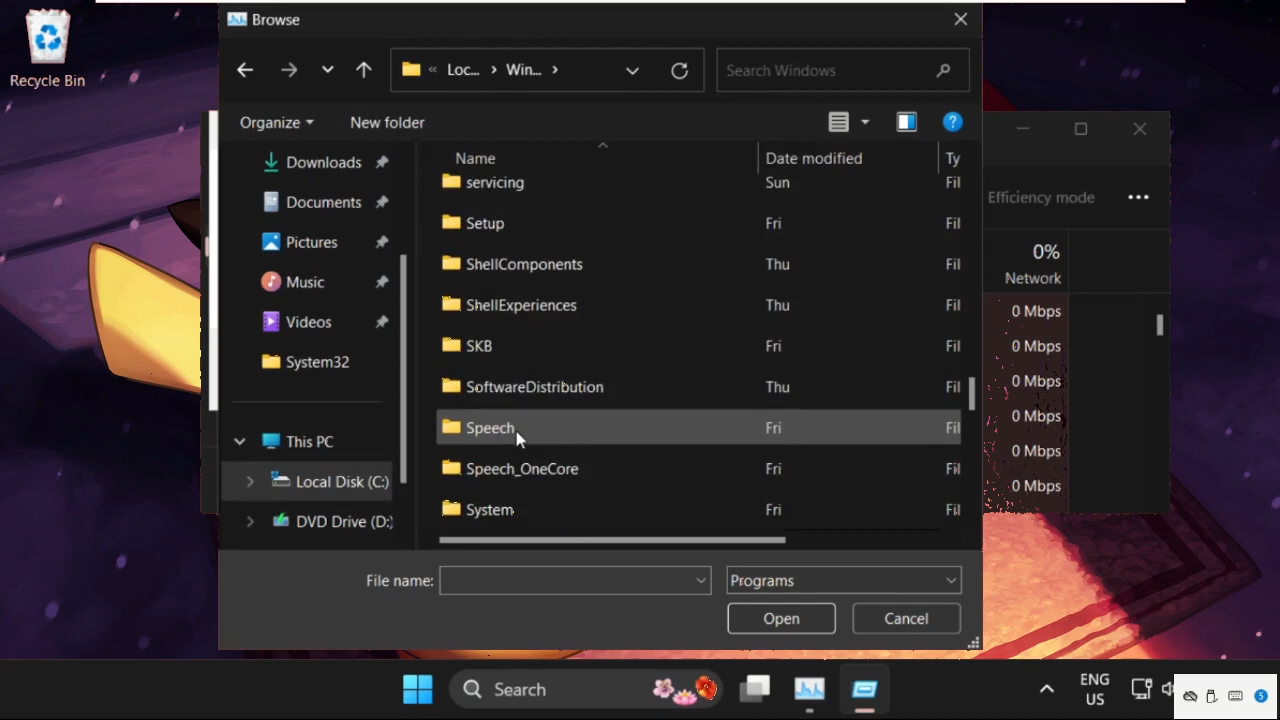 Browse
Recycle Bin
« Loc... › Win... ›
Search Windows
Organize
New folder
Name
Date modified
Ty
Downloads
Documents
Pictures
Music
Videos
System32
This PC
Local Disk (C:)
DVD Drive (D:)
servicing Sun Fil
Setup Fri Fil
ShellComponents Thu Fil
ShellExperiences Thu Fil
SKB Fri Fil
SoftwareDistribution Thu Fil
Speech Fri Fil
Speech_OneCore Fri Fil
System Fri Fil
Efficiency mode
0%
Network
0 Mbps
0 Mbps
0 Mbps
0 Mbps
0 Mbps
0 Mbps
File name:
Programs
Open
Cancel
Search
ENG
US
5